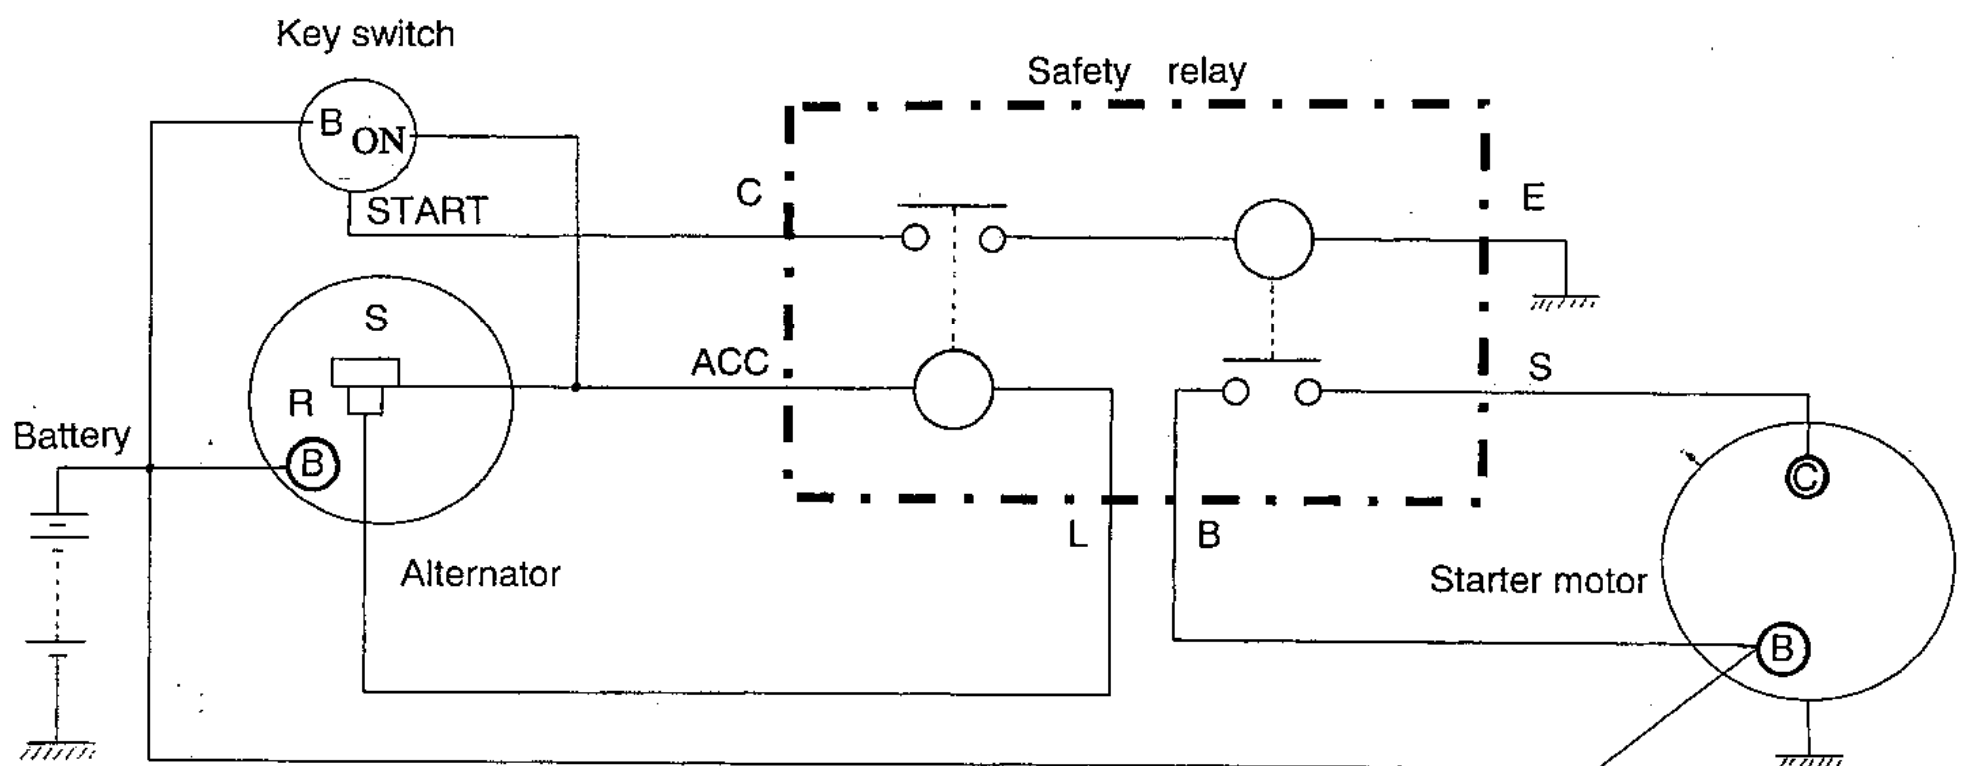 Key switch
Safety relay
B
ON
START
C
E
S
ACC
S
R
Battery
B
C
L
B
Alternator
Starter motor
B